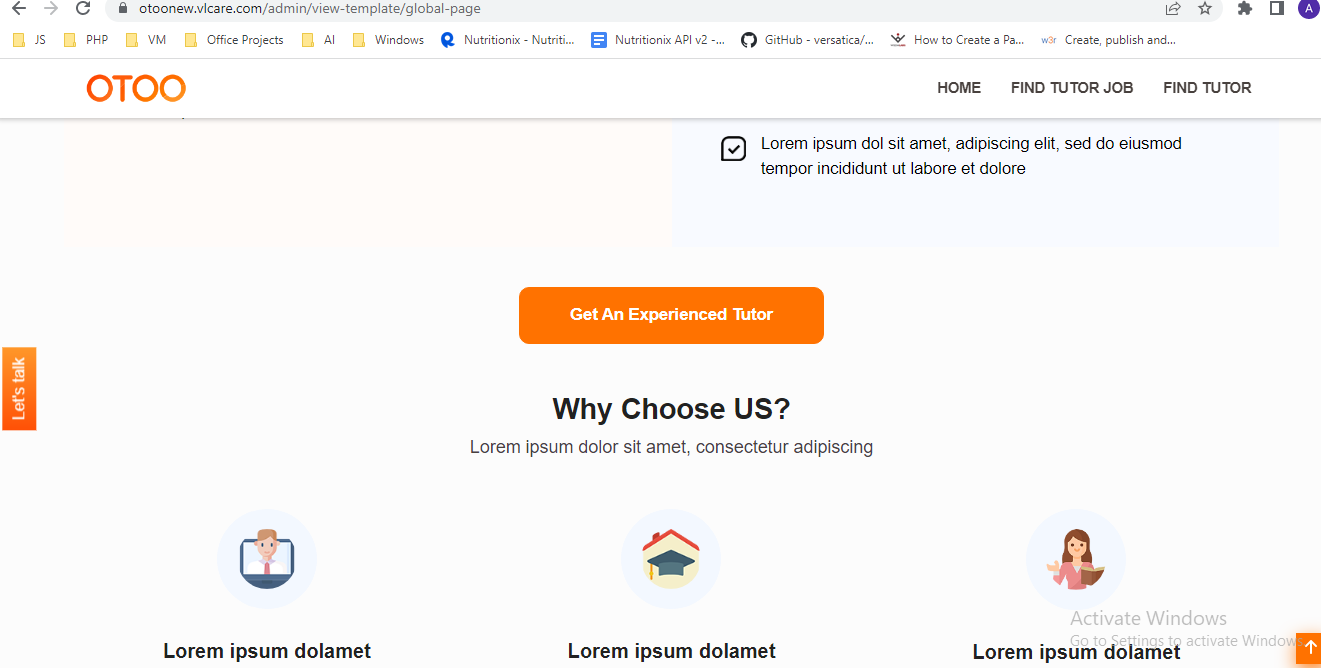 otoonew.vlcare.com/admin/view-template/global-page
A
JS PHP VM Office Projects AI Windows Nutritionix - Nutriti... Nutritionix API v2 -... GitHub - versatica/... How to Create a Pa... w3r Create, publish and...
OTOO HOME FIND TUTOR JOB FIND TUTOR
Lorem ipsum dol sit amet, adipiscing elit, sed do eiusmod
tempor incididunt ut labore et dolore
Get An Experienced Tutor
Let's talk
Why Choose US?
Lorem ipsum dolor sit amet, consectetur adipiscing
Activate Windows
Go to Settings to activate Windows
Lorem ipsum dolamet Lorem ipsum dolamet Lorem ipsum dolamet